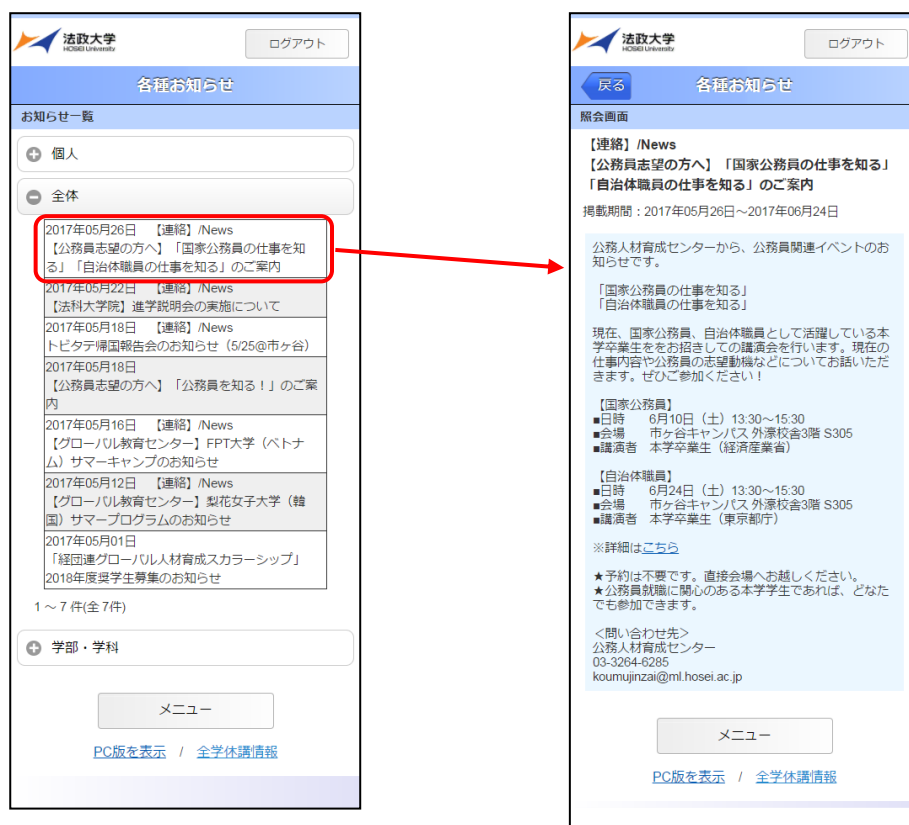 法政大学
HOSEI University
ログアウト
各種お知らせ
お知らせ一覧
個人
全体
2017年05月26日 【連絡】/News
【公務員志望の方へ】「国家公務員の仕事を知
る」「自治体職員の仕事を知る」のご案内
2017年05月22日 【連絡】/News
【法科大学院】進学説明会の実施について
2017年05月18日 【連絡】/News
トビタテ帰国報告会のお知らせ（5/25@市ヶ谷）
2017年05月18日
【公務員志望の方へ】「公務員を知る！」のご案
内
2017年05月16日 【連絡】/News
【グローバル教育センター】FPT大学（ベトナ
ム）サマーキャンプのお知らせ
2017年05月12日 【連絡】/News
【グローバル教育センター】梨花女子大学（韓
国）サマープログラムのお知らせ
2017年05月01日
「経団連グローバル人材育成スカラーシップ」
2018年度奨学生募集のお知らせ
1 ～ 7 件(全 7件)
学部・学科
メニュー
PC版を表示 / 全学休講情報
法政大学
HOSEI University
ログアウト
戻る
各種お知らせ
照会画面
【連絡】/News
【公務員志望の方へ】「国家公務員の仕事を知る」
「自治体職員の仕事を知る」のご案内
掲載期間：2017年05月26日～2017年06月24日
公務人材育成センターから、公務員関連イベントのお
知らせです。
「国家公務員の仕事を知る」
「自治体職員の仕事を知る」
現在、国家公務員、自治体職員として活躍している本
学卒業生ををお招きしての講演会を行います。現在の
仕事内容や公務員の志望動機などについてお話いただ
きます。ぜひご参加ください！
【国家公務員】
■日時 6月10日（土）13:30～15:30
■会場 市ヶ谷キャンパス 外濠校舎3階 S305
■講演者 本学卒業生（経済産業省）
【自治体職員】
■日時 6月24日（土）13:30～15:30
■会場 市ヶ谷キャンパス 外濠校舎3階 S305
■講演者 本学卒業生（東京都庁）
※詳細はこちら
★予約は不要です。直接会場へお越しください。
★公務員就職に関心のある本学学生であれば、どなた
でも参加できます。
＜問い合わせ先＞
公務人材育成センター
03-3264-6285
koumujinzai@ml.hosei.ac.jp
メニュー
PC版を表示 / 全学休講情報